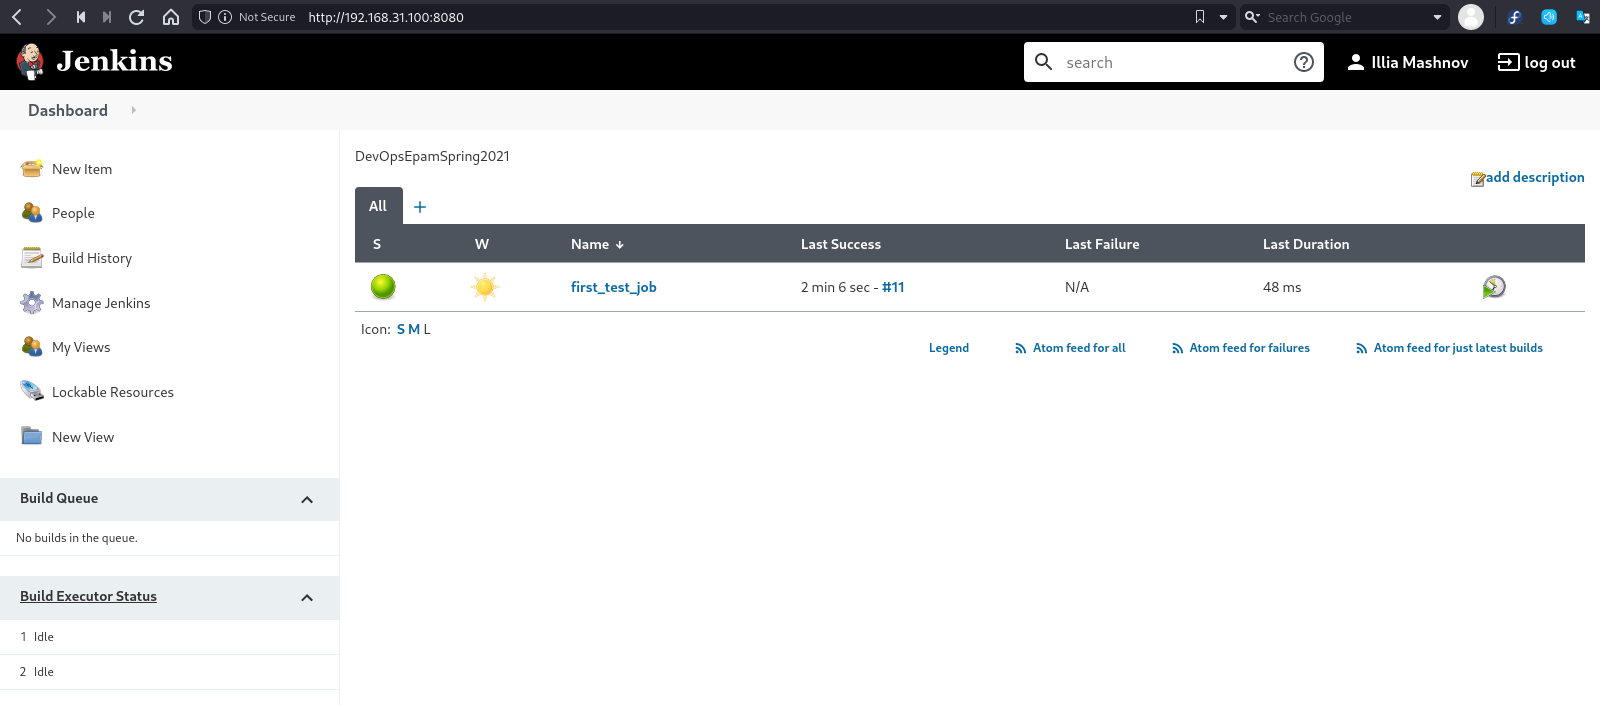 Not Secure http://192.168.31.100:8080 Search Google
Jenkins search Illia Mashnov log out
Dashboard
New Item
People
Build History
Manage Jenkins
My Views
Lockable Resources
New View
Build Queue
No builds in the queue.
Build Executor Status
1 Idle
2 Idle
DevOpsEpamSpring2021
add description
All +
S W Name ↓ Last Success Last Failure Last Duration
first_test_job 2 min 6 sec - #11 N/A 48 ms
Icon: S M L
Legend Atom feed for all Atom feed for failures Atom feed for just latest builds